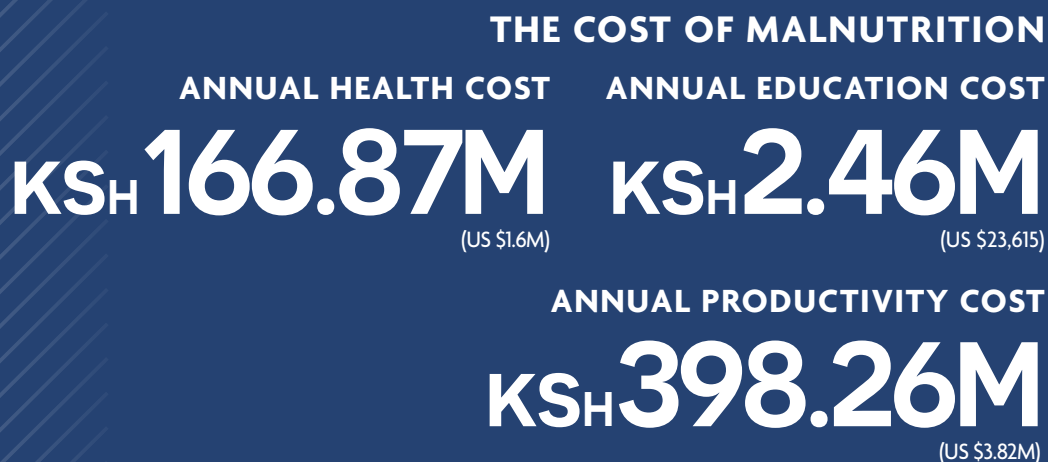 THE COST OF MALNUTRITION
ANNUAL HEALTH COST
KSH166.87M
(US $1.6M)
ANNUAL EDUCATION COST
KSH2.46M
(US $23,615)
ANNUAL PRODUCTIVITY COST
KSH398.26M
(US $3.82M)